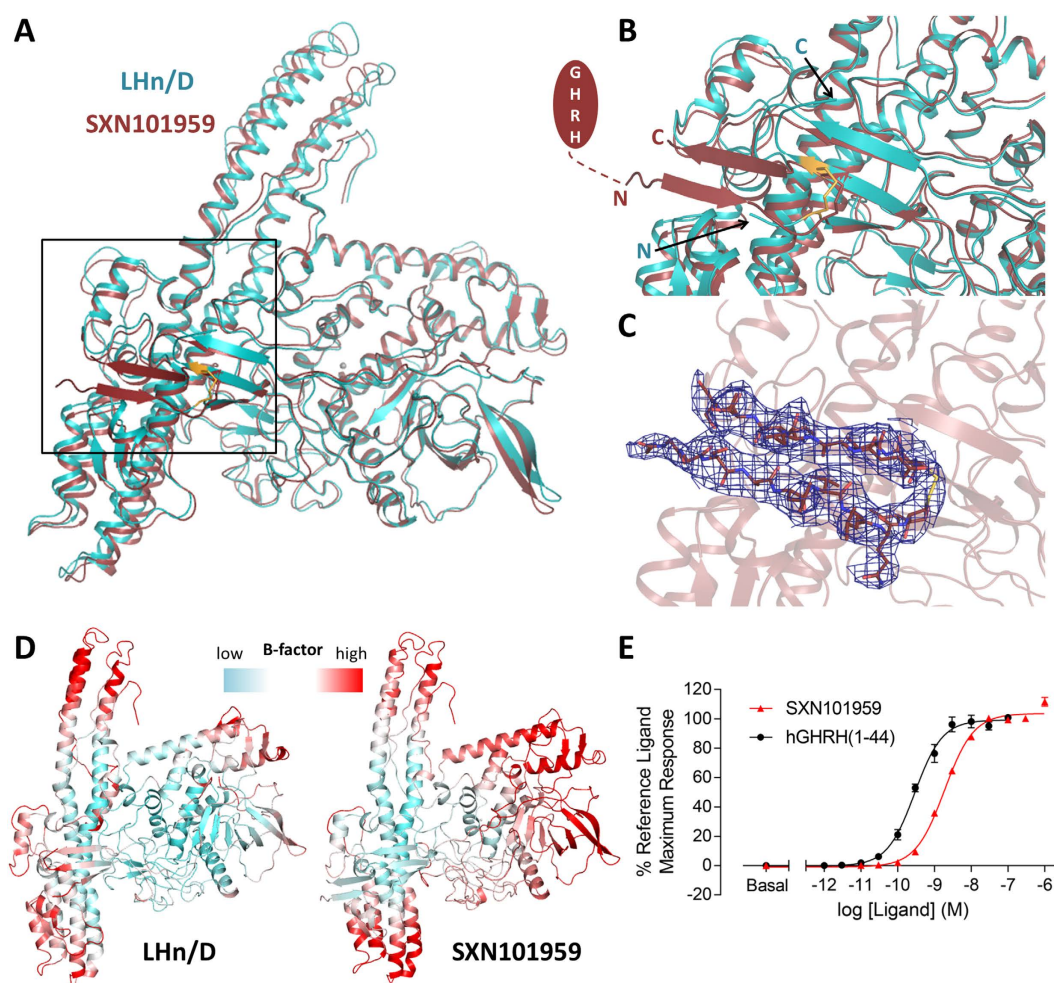 A
LHn/D
SXN101959
B
C
G
H
R
H
C
N
N
C
D
low
B-factor
high
LHn/D
SXN101959
E
% Reference Ligand
Maximum Response
120
100
80
60
40
20
0
-20
SXN101959
hGHRH(1-44)
Basal
-12
-11
-10
-9
-8
-7
-6
log [Ligand] (M)